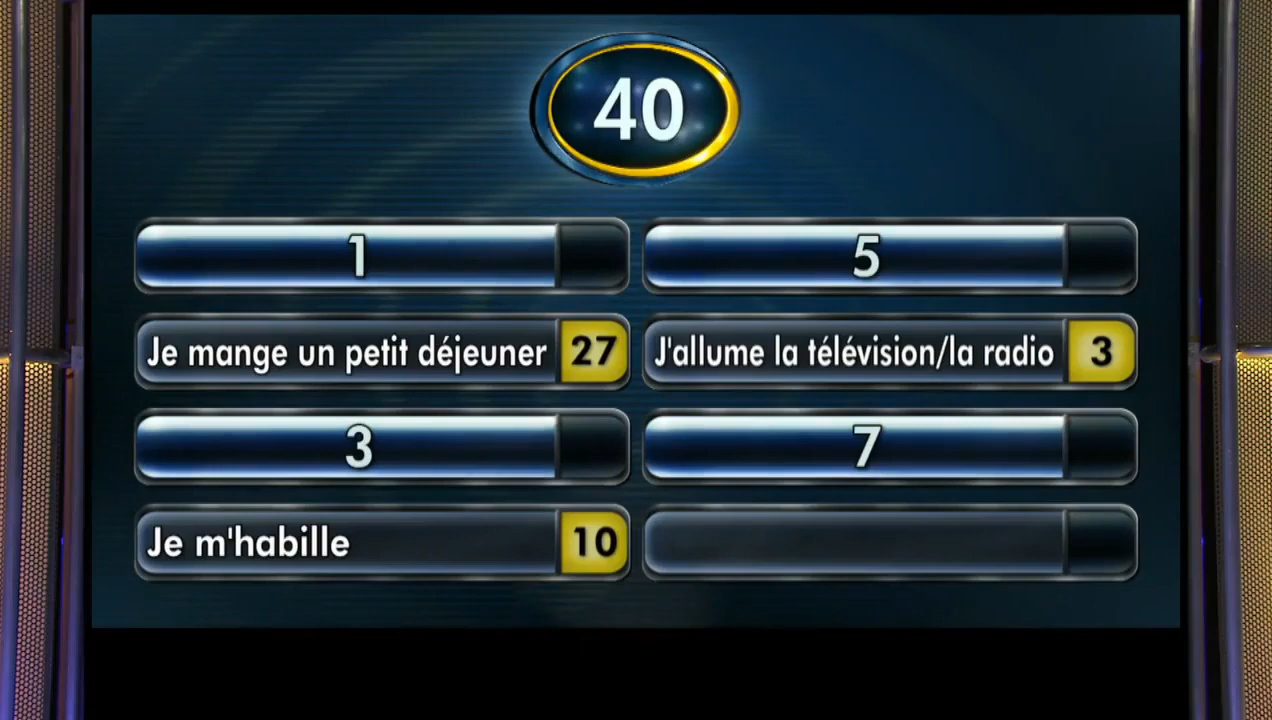 40
1
5
Je mange un petit déjeuner 27
J'allume la télévision/la radio 3
3
7
Je m'habille 10